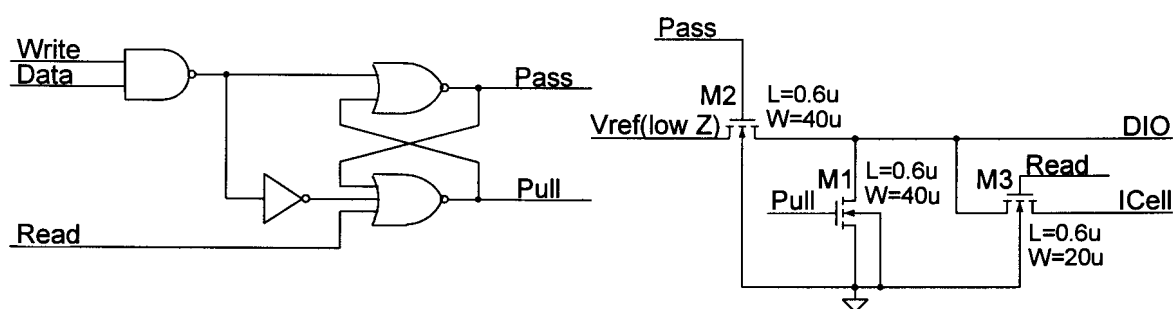 Write
Data
Read
Pass
Pull
Pass
M2
L=0.6u
W=40u
Vref(low Z)
DIO
M1
L=0.6u
W=40u
Pull
M3
Read
ICell
L=0.6u
W=20u